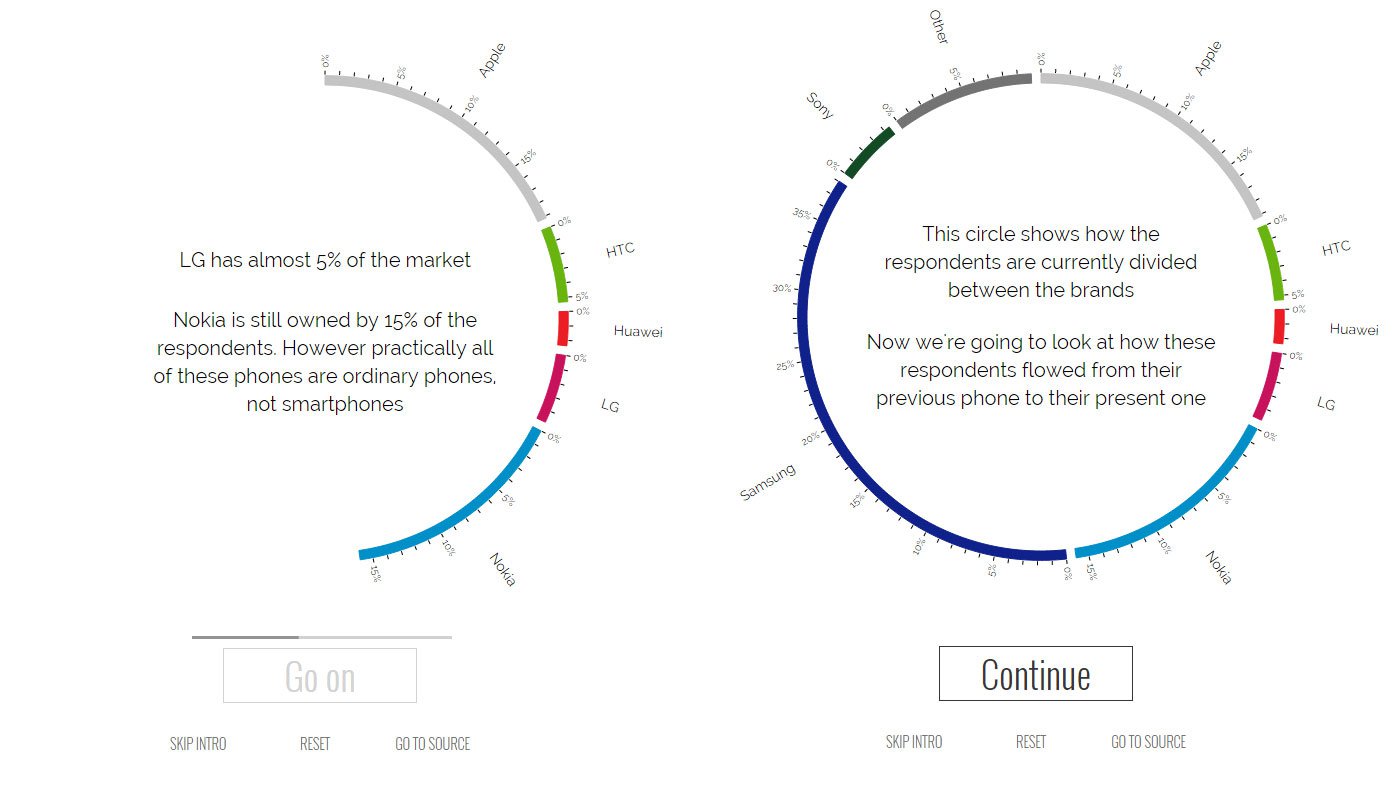 Apple
0%
5%
10%
15%
HTC
0%
5%
Huawei
0%
LG
0%
Nokia
0%
5%
10%
15%
LG has almost 5% of the market
Nokia is still owned by 15% of the
respondents. However practically all
of these phones are ordinary phones,
not smartphones
Go on
SKIP INTRO
RESET
GO TO SOURCE
Apple
0%
5%
10%
15%
HTC
0%
5%
Huawei
0%
LG
0%
Nokia
0%
5%
10%
15%
Samsung
0%
5%
10%
15%
20%
25%
30%
35%
Sony
0%
Other
0%
5%
This circle shows how the
respondents are currently divided
between the brands
Now we're going to look at how these
respondents flowed from their
previous phone to their present one
Continue
SKIP INTRO
RESET
GO TO SOURCE